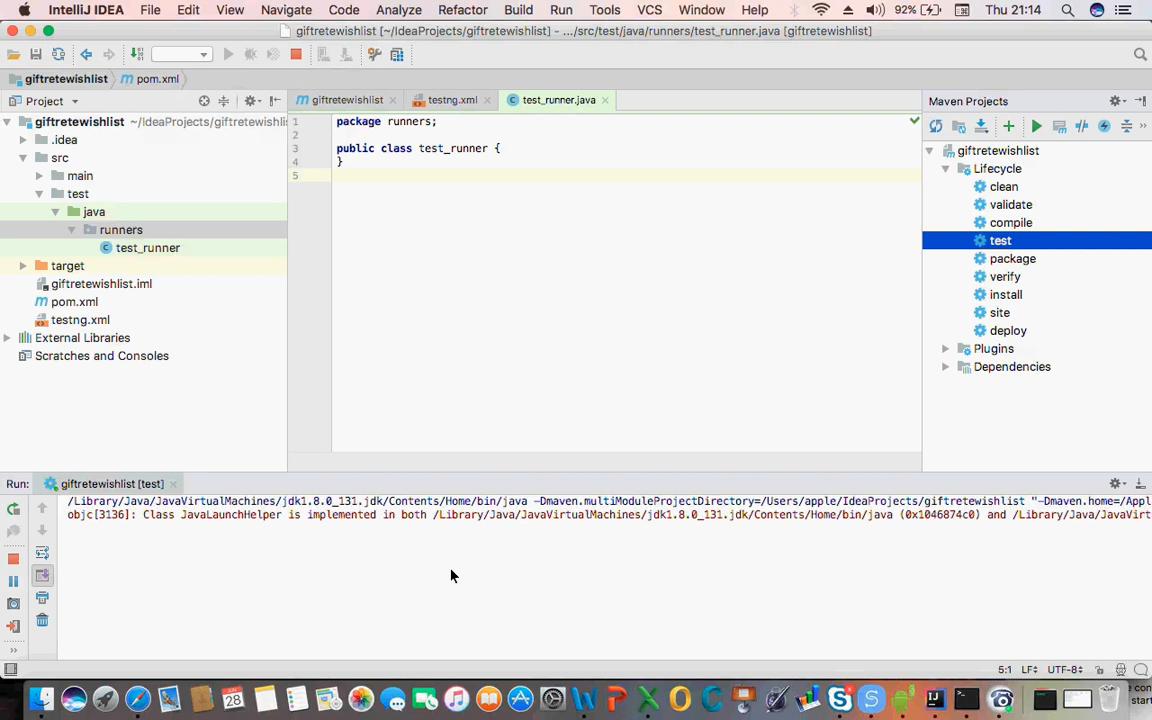 IntelliJ IDEA File Edit View Navigate Code Analyze Refactor Build Run Tools VCS Window Help 92% Thu 21:14
giftretewishlist [~/IdeaProjects/giftretewishlist] – .../src/test/java/runners/test_runner.java [giftretewishlist]
giftretewishlist pom.xml
Project giftretewishlist testng.xml test_runner.java Maven Projects
giftretewishlist ~/IdeaProjects/giftretewishlist
.idea
src
main
test
java
runners
test_runner
target
giftretewishlist.iml
pom.xml
testng.xml
External Libraries
Scratches and Consoles
1 package runners;
2
3 public class test_runner {
4 }
5
giftretewishlist
Lifecycle
clean
validate
compile
test
package
verify
install
site
deploy
Plugins
Dependencies
Run: giftretewishlist [test]
/Library/Java/JavaVirtualMachines/jdk1.8.0_131.jdk/Contents/Home/bin/java -Dmaven.multiModuleProjectDirectory=/Users/apple/IdeaProjects/giftretewishlist "-Dmaven.home=/Appl
objc[3136]: Class JavaLaunchHelper is implemented in both /Library/Java/JavaVirtualMachines/jdk1.8.0_131.jdk/Contents/Home/bin/java (0x1046874c0) and /Library/Java/JavaVirt
5:1 LF÷ UTF-8÷